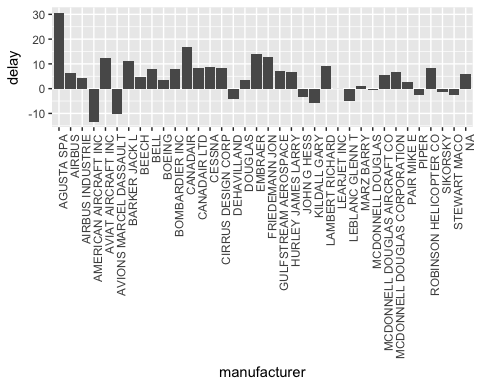 30
20
10
0
-10
delay
AGUSTA SPA
AIRBUS
AIRBUS INDUSTRIE
AMERICAN AIRCRAFT INC
AVIAT AIRCRAFT INC
AVIONS MARCEL DASSAULT
BARKER JACK L
BEECH
BELL
BOEING
BOMBARDIER INC
CANADAIR
CANADAIR LTD
CESSNA
CIRRUS DESIGN CORP
DEHAVILLAND
DOUGLAS
EMBRAER
FRIEDEMANN JON
GULFSTREAM AEROSPACE
HURLEY JAMES LARRY
JOHN G HESS
KILDALL GARY
LAMBERT RICHARD
LEARJET INC
LEBLANC GLENN T
MARZ BARRY
MCDONNELL DOUGLAS
MCDONNELL DOUGLAS AIRCRAFT CO
MCDONNELL DOUGLAS CORPORATION
PAIR MIKE E
PIPER
ROBINSON HELICOPTER CO
SIKORSKY
STEWART MACO
NA
manufacturer